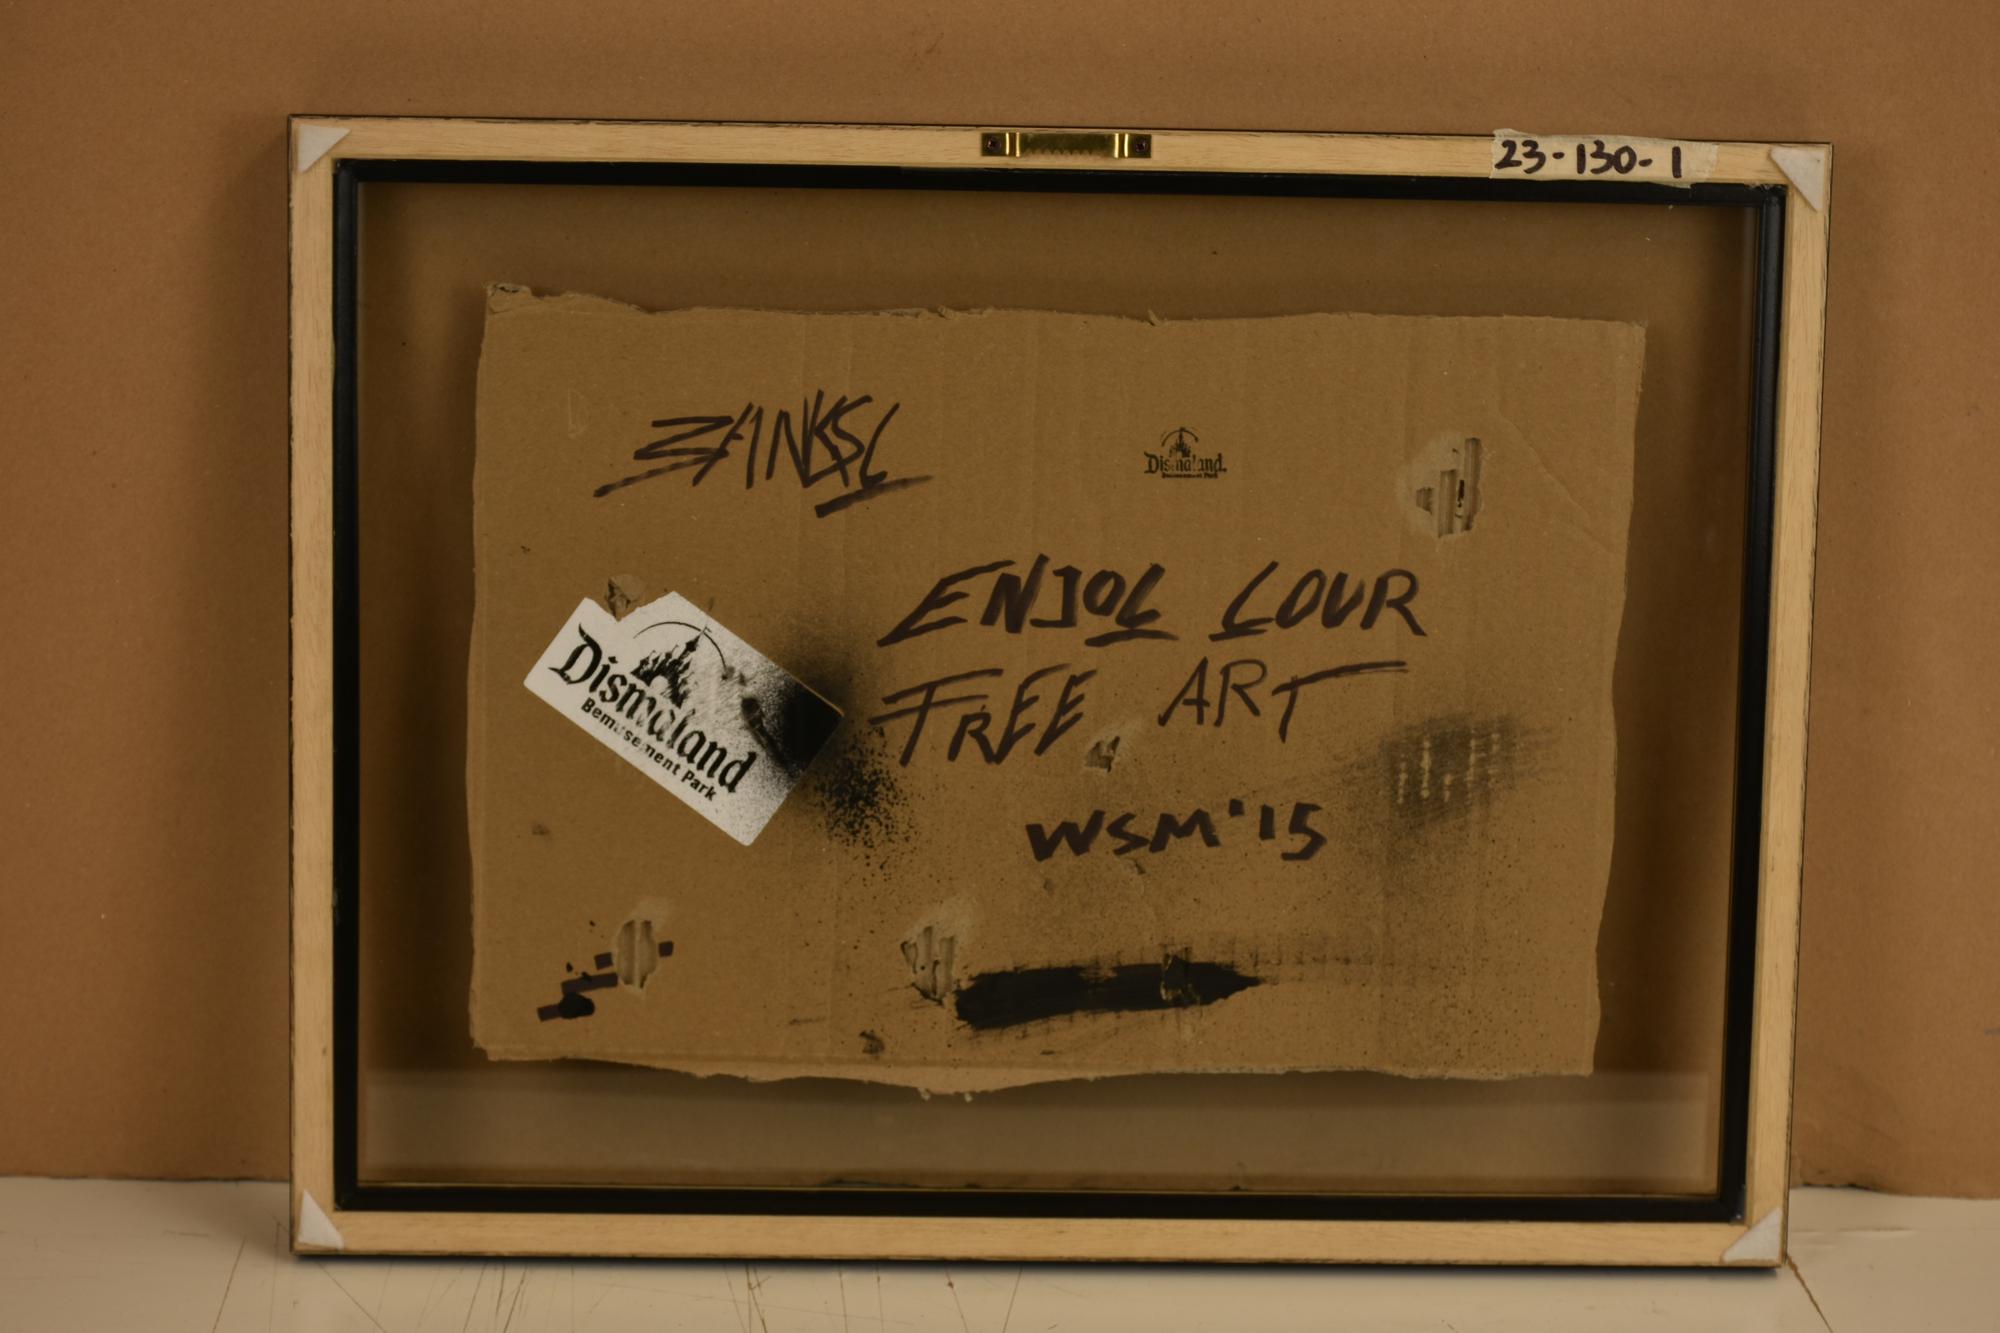 23-130-1
BANKSY
Dismaland.
Bemusement Park
ENJOY YOUR
FREE ART
Dismaland
Bemusement Park
WSM '15